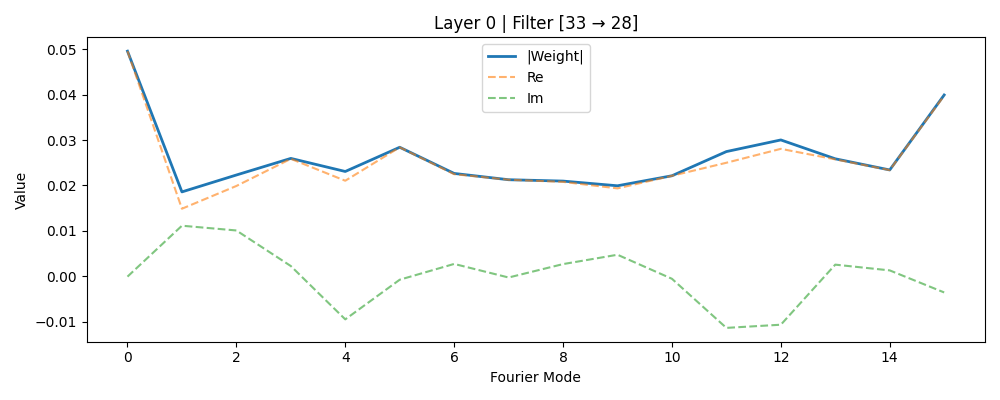 Layer 0 | Filter [33 → 28]
|Weight|
Re
Im
Value
0.05
0.04
0.03
0.02
0.01
0.00
−0.01
0 2 4 6 8 10 12 14
Fourier Mode